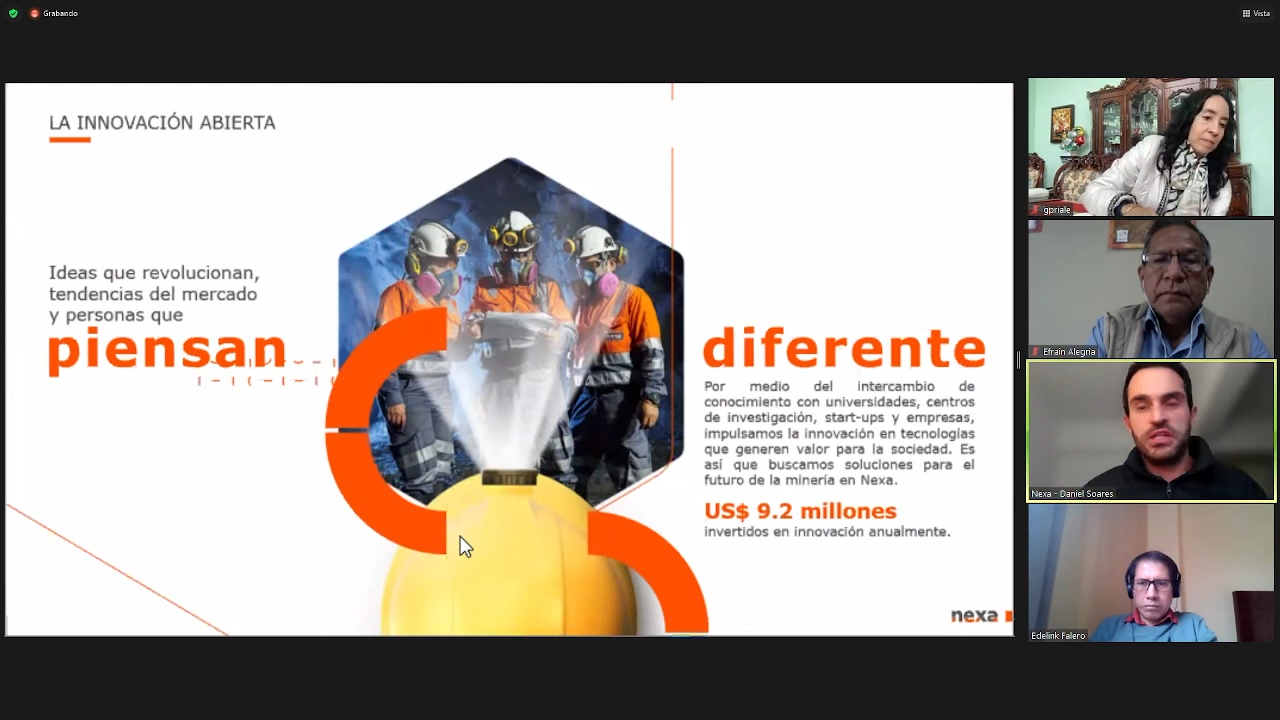 Grabando
Vista
LA INNOVACIÓN ABIERTA
Ideas que revolucionan,
tendencias del mercado
y personas que
piensan
diferente
Por medio del intercambio de
conocimiento con universidades, centros
de investigación, start-ups y empresas,
impulsamos la innovación en tecnologías
que generen valor para la sociedad. Es
así que buscamos soluciones para el
futuro de la minería en Nexa.
US$ 9.2 millones
invertidos en innovación anualmente.
nexa
gpriale
Efrain Alegria
Nexa - Daniel Soares
Edelink Falero